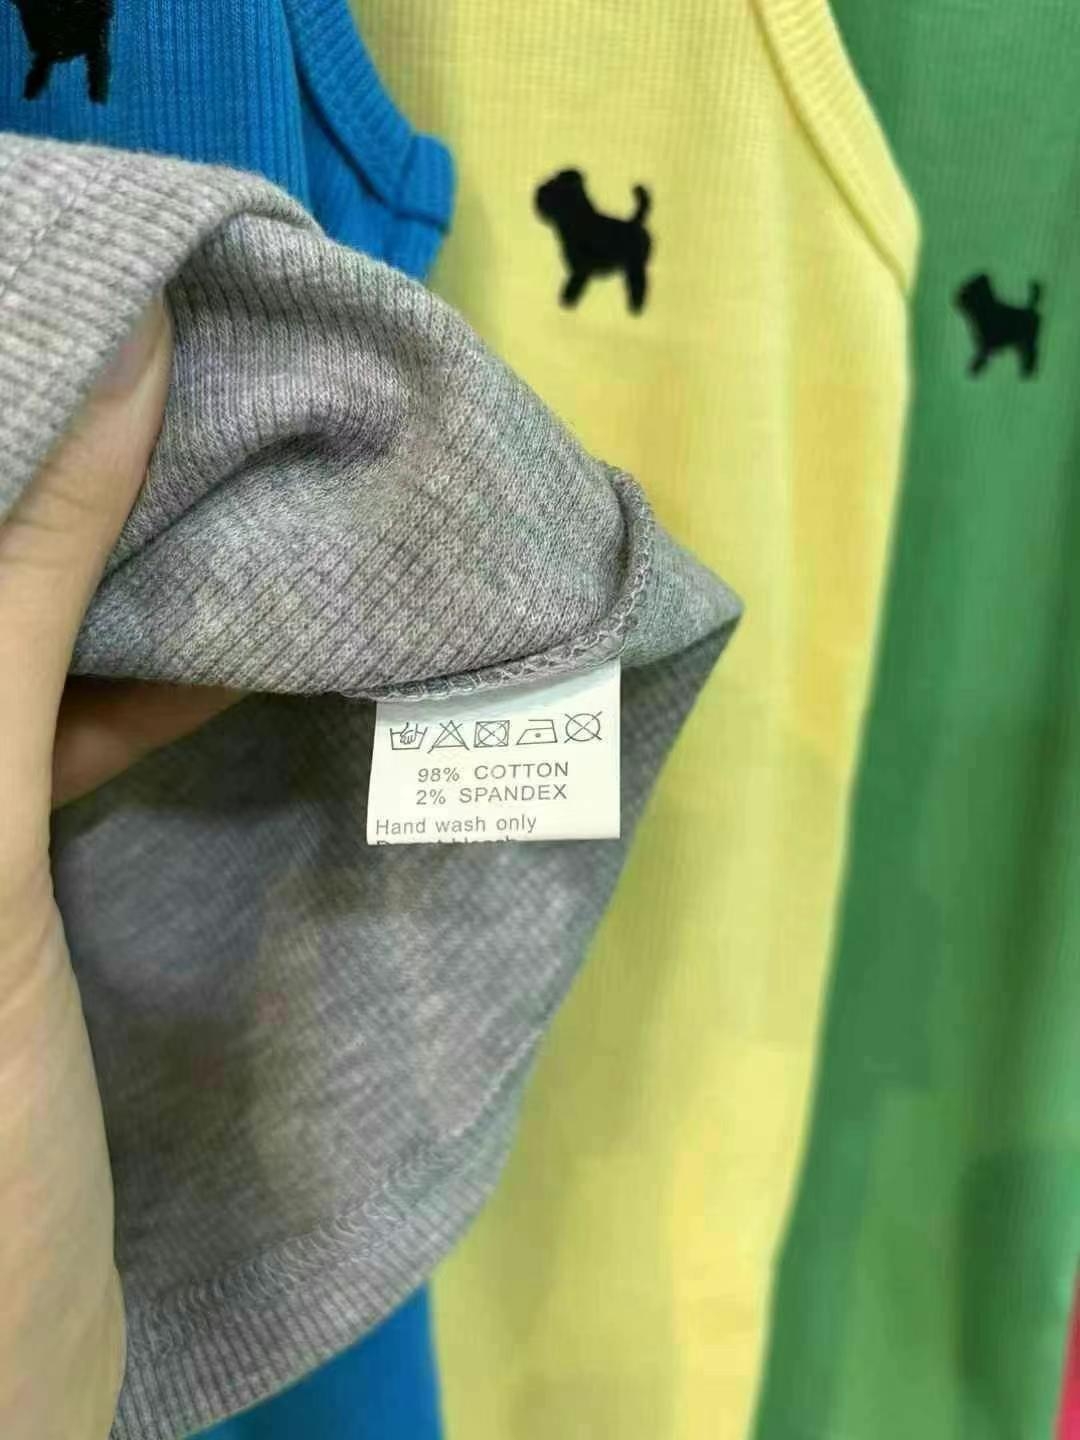 98% COTTON
2% SPANDEX
Hand wash only